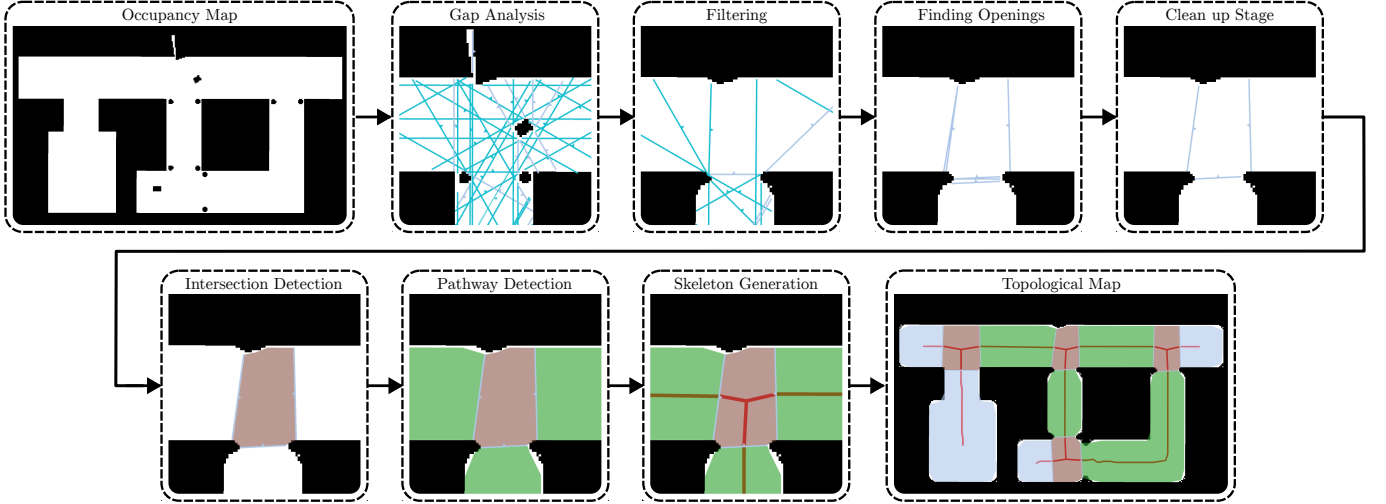 Occupancy Map
Gap Analysis
Filtering
Finding Openings
Clean up Stage
Intersection Detection
Pathway Detection
Skeleton Generation
Topological Map